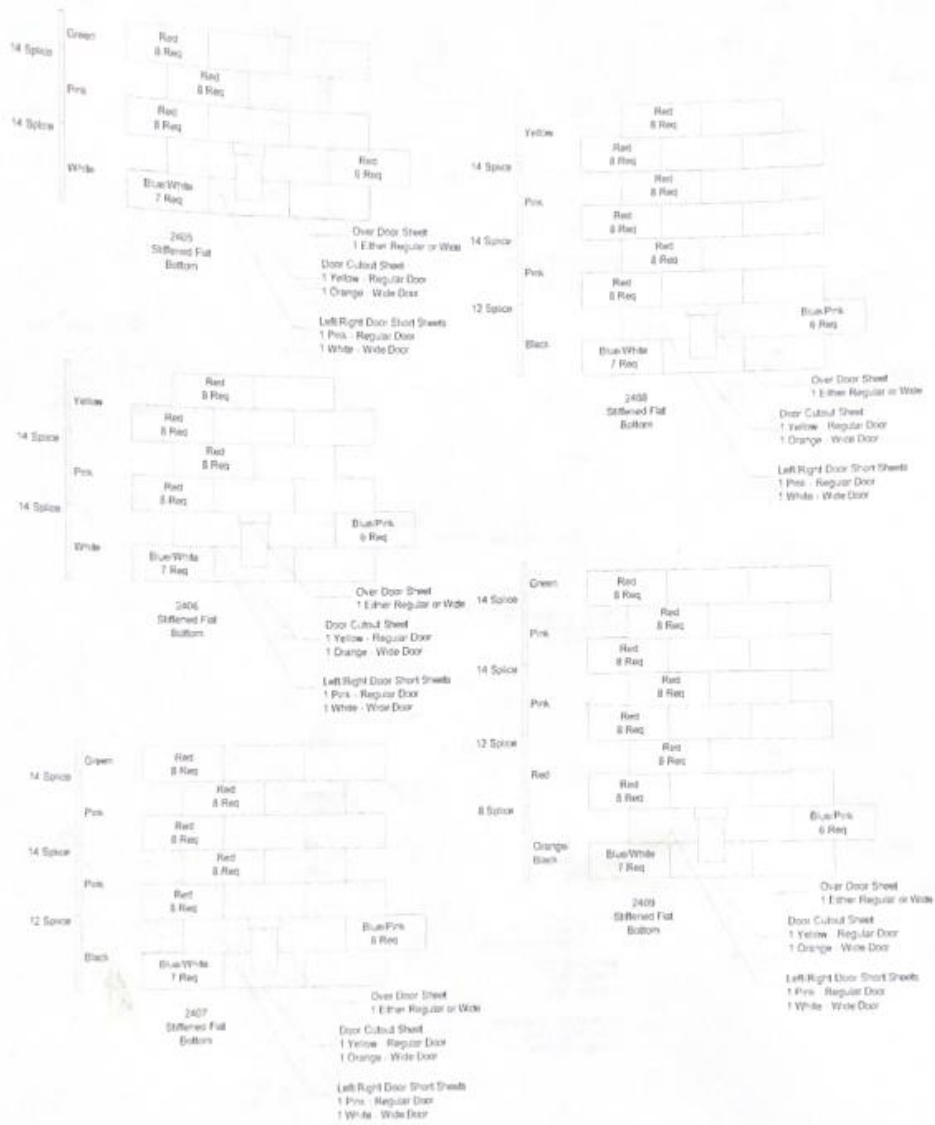 Green
14 Splice
Pink
14 Splice
White
Red
8 Req
Red
8 Req
Red
8 Req
Red
6 Req
Blue/White
7 Req
2405
Stiffened Flat
Bottom
Over Door Sheet
1 Either Regular or Wide
Door Cutout Sheet
1 Yellow - Regular Door
1 Orange - Wide Door
Left/Right Door Short Sheets
1 Pink - Regular Door
1 White - Wide Door
Yellow
14 Splice
Pink
14 Splice
White
Red
8 Req
Red
8 Req
Red
8 Req
Red
8 Req
Blue/Pink
6 Req
Blue/White
7 Req
2406
Stiffened Flat
Bottom
Over Door Sheet
1 Either Regular or Wide
Door Cutout Sheet
1 Yellow - Regular Door
1 Orange - Wide Door
Left/Right Door Short Sheets
1 Pink - Regular Door
1 White - Wide Door
Green
14 Splice
Pink
14 Splice
Pink
12 Splice
Black
Red
8 Req
Red
8 Req
Red
8 Req
Red
8 Req
Red
8 Req
Blue/Pink
6 Req
Blue/White
7 Req
2407
Stiffened Flat
Bottom
Over Door Sheet
1 Either Regular or Wide
Door Cutout Sheet
1 Yellow - Regular Door
1 Orange - Wide Door
Left/Right Door Short Sheets
1 Pink - Regular Door
1 White - Wide Door
Yellow
14 Splice
Pink
14 Splice
Pink
12 Splice
Black
Red
8 Req
Red
8 Req
Red
8 Req
Red
8 Req
Red
8 Req
Red
8 Req
Blue/Pink
6 Req
Blue/White
7 Req
2408
Stiffened Flat
Bottom
Over Door Sheet
1 Either Regular or Wide
Door Cutout Sheet
1 Yellow - Regular Door
1 Orange - Wide Door
Left/Right Door Short Sheets
1 Pink - Regular Door
1 White - Wide Door
Green
14 Splice
Pink
14 Splice
Pink
12 Splice
Red
8 Splice
Orange
Black
Red
8 Req
Red
8 Req
Red
8 Req
Red
8 Req
Red
8 Req
Red
8 Req
Red
8 Req
Blue/Pink
6 Req
Blue/White
7 Req
2409
Stiffened Flat
Bottom
Over Door Sheet
1 Either Regular or Wide
Door Cutout Sheet
1 Yellow - Regular Door
1 Orange - Wide Door
Left/Right Door Short Sheets
1 Pink - Regular Door
1 White - Wide Door